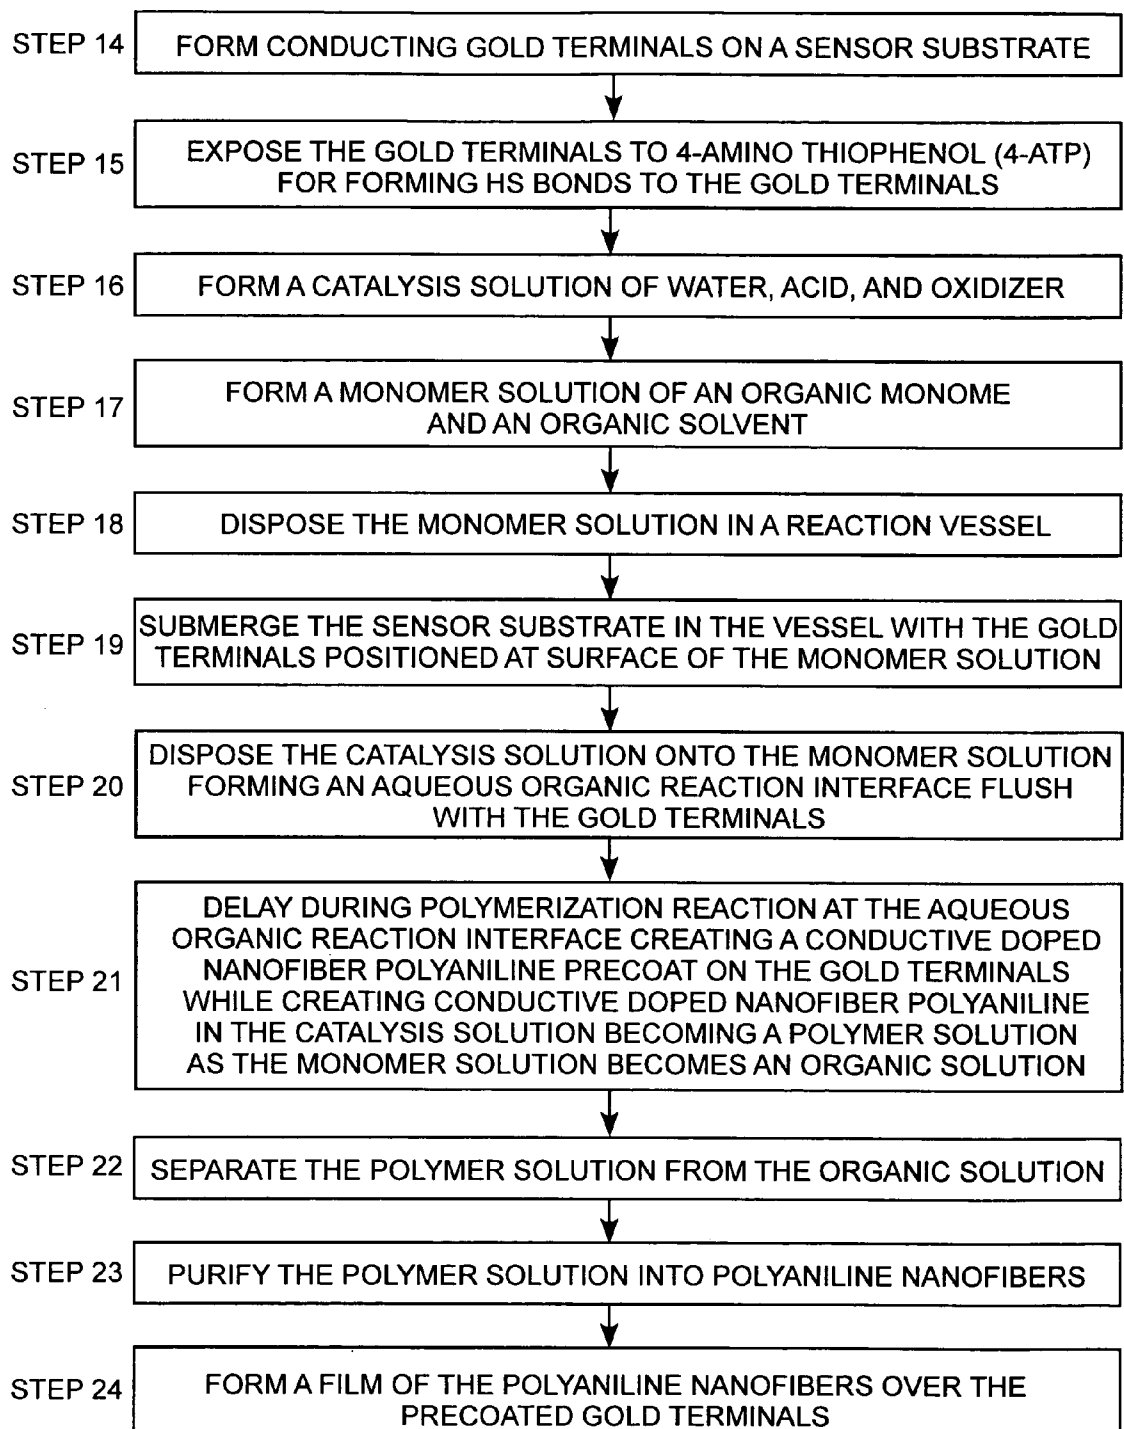 STEP 14 FORM CONDUCTING GOLD TERMINALS ON A SENSOR SUBSTRATE
STEP 15 EXPOSE THE GOLD TERMINALS TO 4-AMINO THIOPHENOL (4-ATP)
FOR FORMING HS BONDS TO THE GOLD TERMINALS
STEP 16 FORM A CATALYSIS SOLUTION OF WATER, ACID, AND OXIDIZER
STEP 17 FORM A MONOMER SOLUTION OF AN ORGANIC MONOME
AND AN ORGANIC SOLVENT
STEP 18 DISPOSE THE MONOMER SOLUTION IN A REACTION VESSEL
STEP 19 SUBMERGE THE SENSOR SUBSTRATE IN THE VESSEL WITH THE GOLD
TERMINALS POSITIONED AT SURFACE OF THE MONOMER SOLUTION
STEP 20 DISPOSE THE CATALYSIS SOLUTION ONTO THE MONOMER SOLUTION
FORMING AN AQUEOUS ORGANIC REACTION INTERFACE FLUSH
WITH THE GOLD TERMINALS
STEP 21 DELAY DURING POLYMERIZATION REACTION AT THE AQUEOUS
ORGANIC REACTION INTERFACE CREATING A CONDUCTIVE DOPED
NANOFIBER POLYANILINE PRECOAT ON THE GOLD TERMINALS
WHILE CREATING CONDUCTIVE DOPED NANOFIBER POLYANILINE
IN THE CATALYSIS SOLUTION BECOMING A POLYMER SOLUTION
AS THE MONOMER SOLUTION BECOMES AN ORGANIC SOLUTION
STEP 22 SEPARATE THE POLYMER SOLUTION FROM THE ORGANIC SOLUTION
STEP 23 PURIFY THE POLYMER SOLUTION INTO POLYANILINE NANOFIBERS
STEP 24 FORM A FILM OF THE POLYANILINE NANOFIBERS OVER THE
PRECOATED GOLD TERMINALS